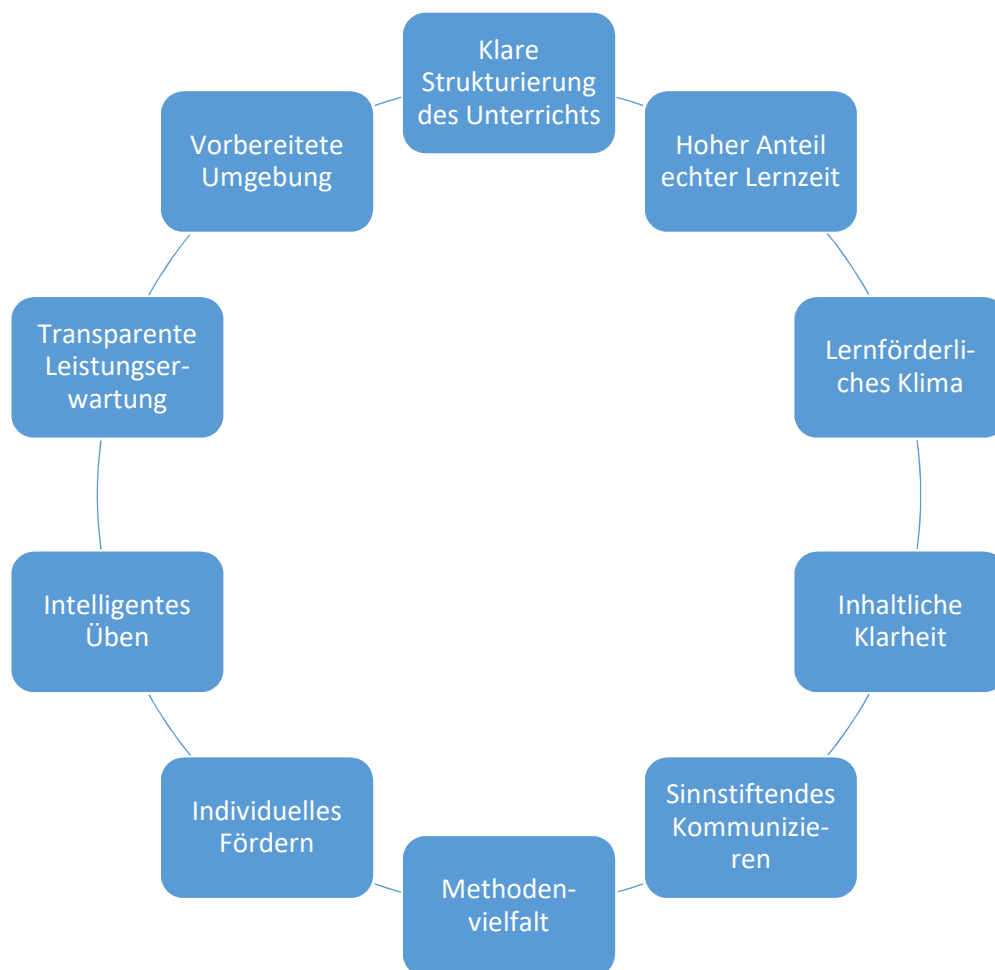 Klare
Strukturierung
des Unterrichts
Hoher Anteil
echter Lernzeit
Lernförderli-
ches Klima
Inhaltliche
Klarheit
Sinnstiftendes
Kommunizie-
ren
Methoden-
vielfalt
Individuelles
Fördern
Intelligentes
Üben
Transparente
Leistungser-
wartung
Vorbereitete
Umgebung